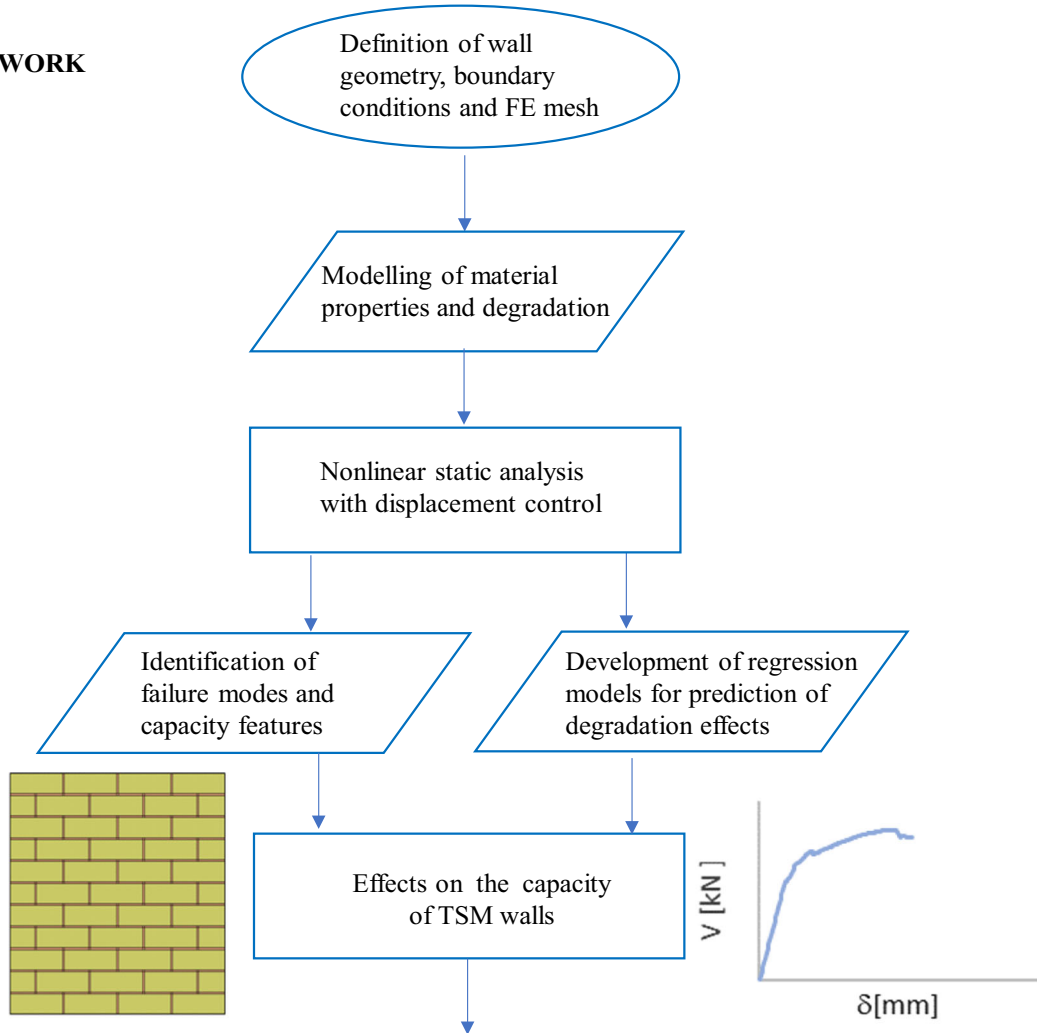 WORK
Definition of wall
geometry, boundary
conditions and FE mesh
Modelling of material
properties and degradation
Nonlinear static analysis
with displacement control
Identification of
failure modes and
capacity features
Development of regression
models for prediction of
degradation effects
Effects on the capacity
of TSM walls
V [kN]
δ[mm]